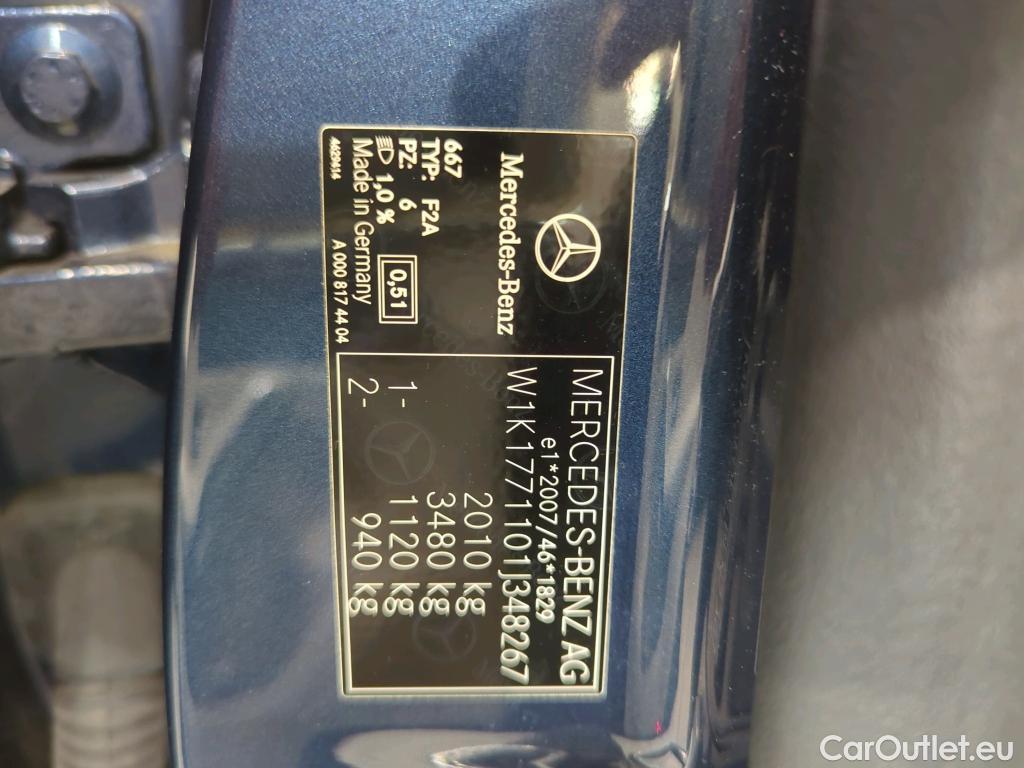 Mercedes-Benz
667
TYP: F2A
PZ: 6
1,0 % 0,51
Made in Germany
4629814 A 000 817 44 04
MERCEDES-BENZ AG
e1*2007/46*1829
W1K1771101J348267
2010 kg
3480 kg
1- 1120 kg
2- 940 kg
CarOutlet.eu